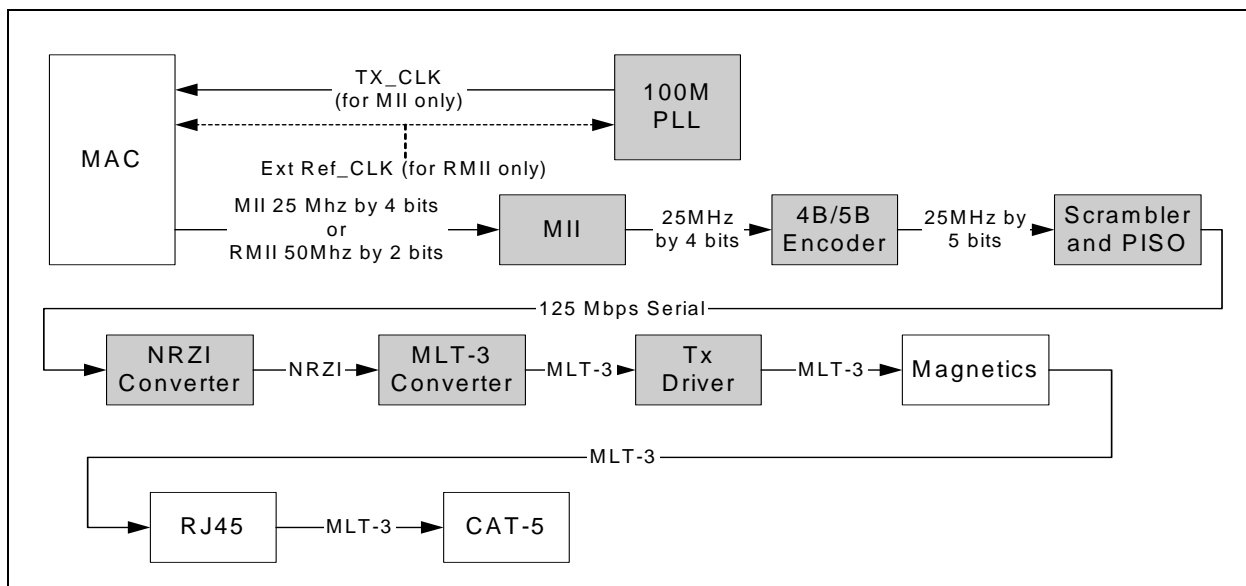 MAC
TX_CLK
(for MII only)
100M
PLL
Ext Ref_CLK (for RMII only)
MII 25 Mhz by 4 bits
or
RMII 50Mhz by 2 bits
MII
25MHz
by 4 bits
4B/5B
Encoder
25MHz by
5 bits
Scrambler
and PISO
125 Mbps Serial
NRZI
Converter
NRZI
MLT-3
Converter
MLT-3
Tx
Driver
MLT-3
Magnetics
MLT-3
RJ45
MLT-3
CAT-5